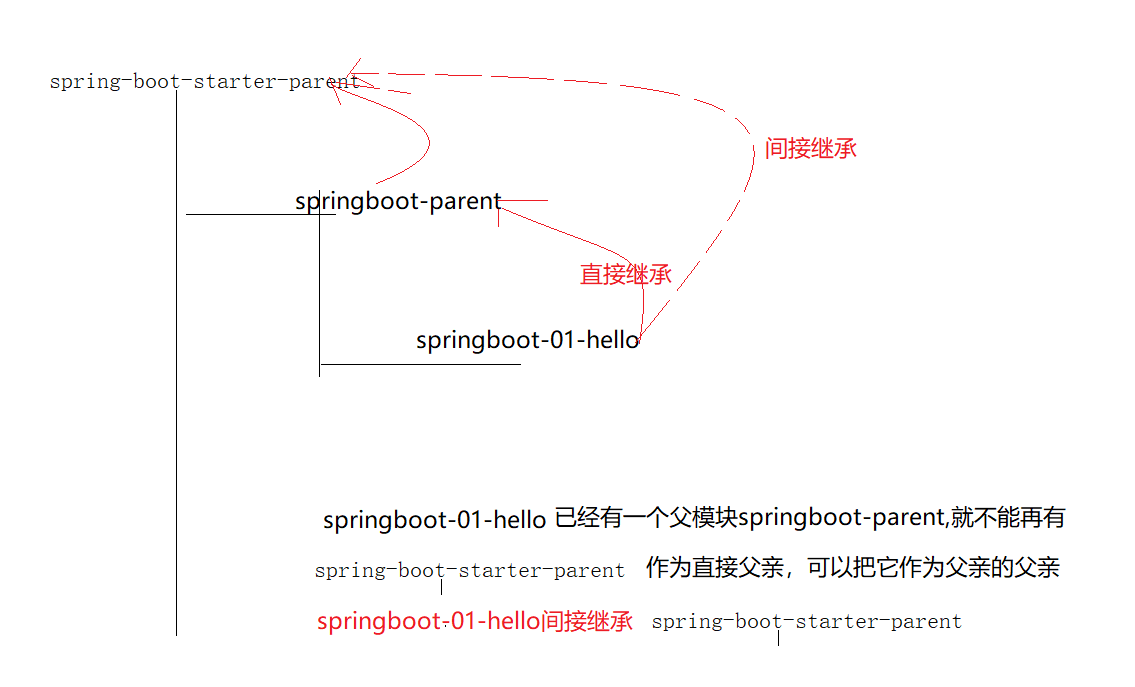 spring-boot-starter-parent
间接继承
springboot-parent
直接继承
springboot-01-hello
springboot-01-hello 已经有一个父模块springboot-parent,就不能再有
spring-boot-starter-parent 作为直接父亲，可以把它作为父亲的父亲
springboot-01-hello间接继承 spring-boot-starter-parent